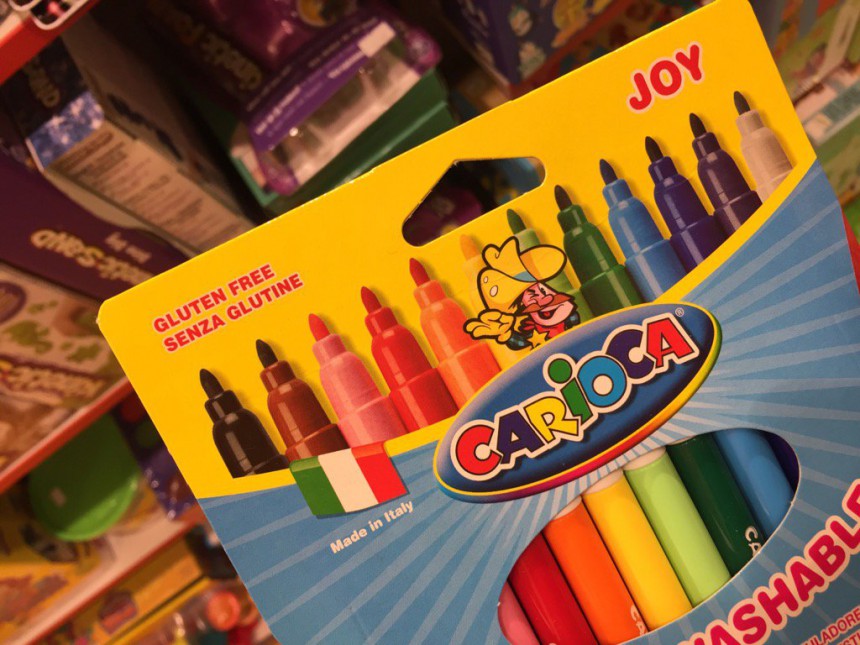 JOY
GLUTEN FREE
SENZA GLUTINE
CARIOCA®
Made in Italy
WASHABLE